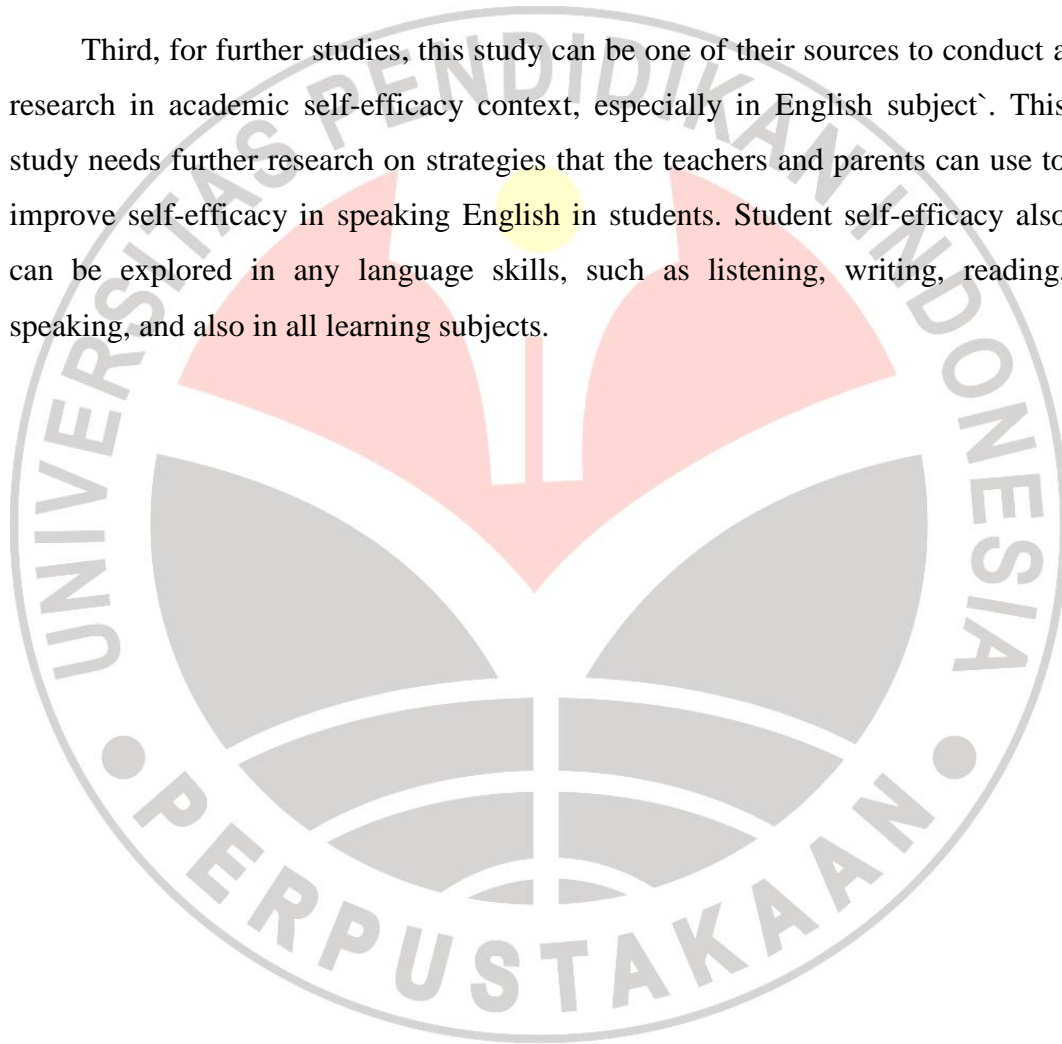 Third, for further studies, this study can be one of their sources to conduct a
research in academic self-efficacy context, especially in English subject`. This
study needs further research on strategies that the teachers and parents can use to
improve self-efficacy in speaking English in students. Student self-efficacy also
can be explored in any language skills, such as listening, writing, reading,
speaking, and also in all learning subjects.
UNIVERSITAS PENDIDIKAN INDONESIA
PERPUSTAKAAN